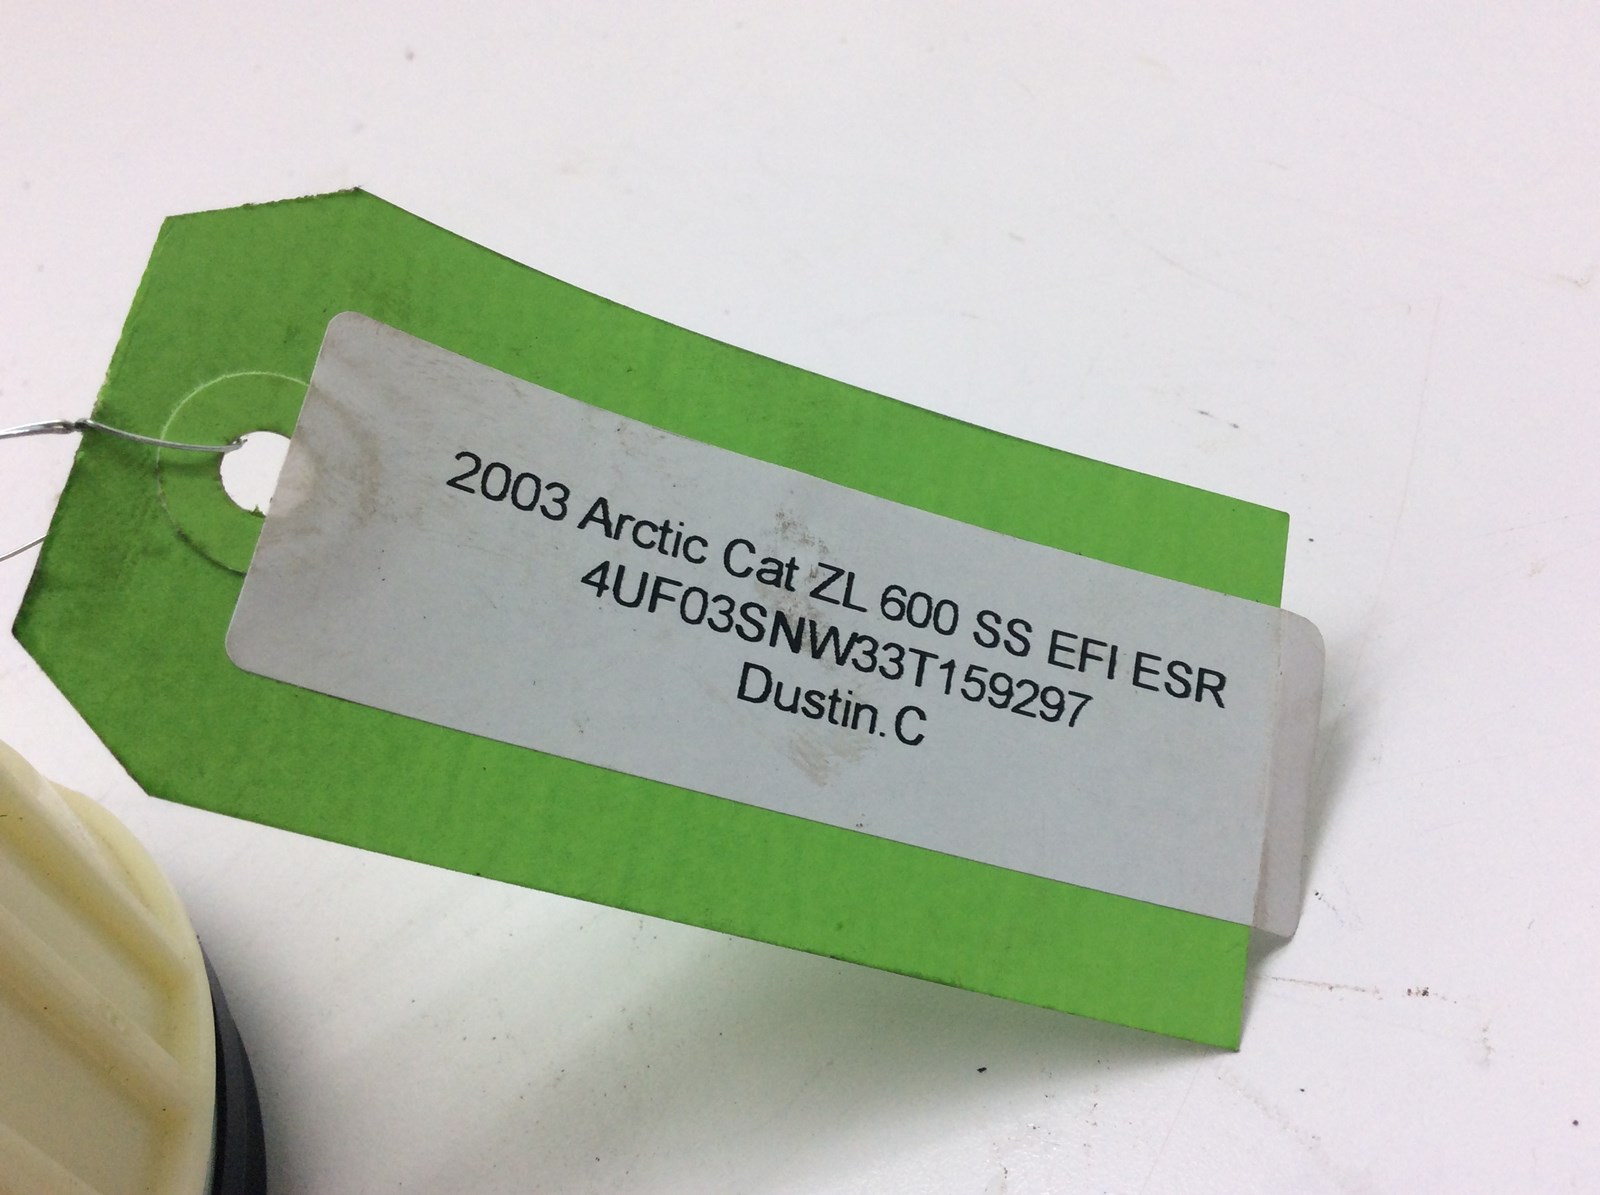 2003 Arctic Cat ZL 600 SS EFI ESR
4UF03SNW33T159297
Dustin.C